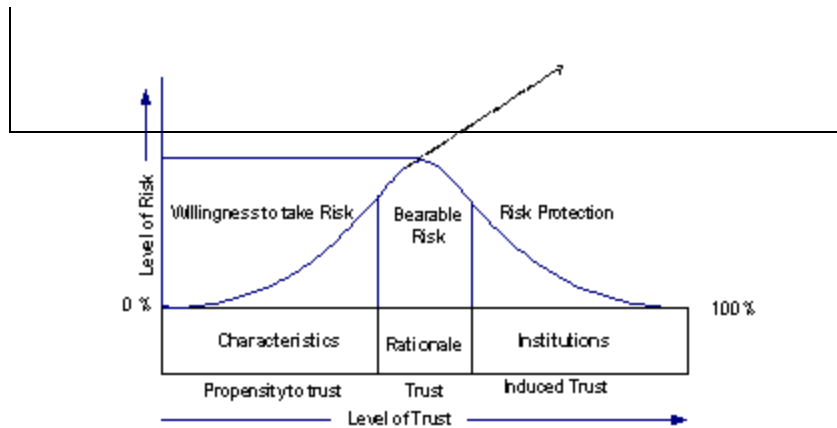 Level of Risk
Willingness to take Risk
Bearable
Risk
Risk Protection
0 %
100 %
Characteristics
Rationale
Institutions
Propensity to trust
Trust
Induced Trust
Level of Trust